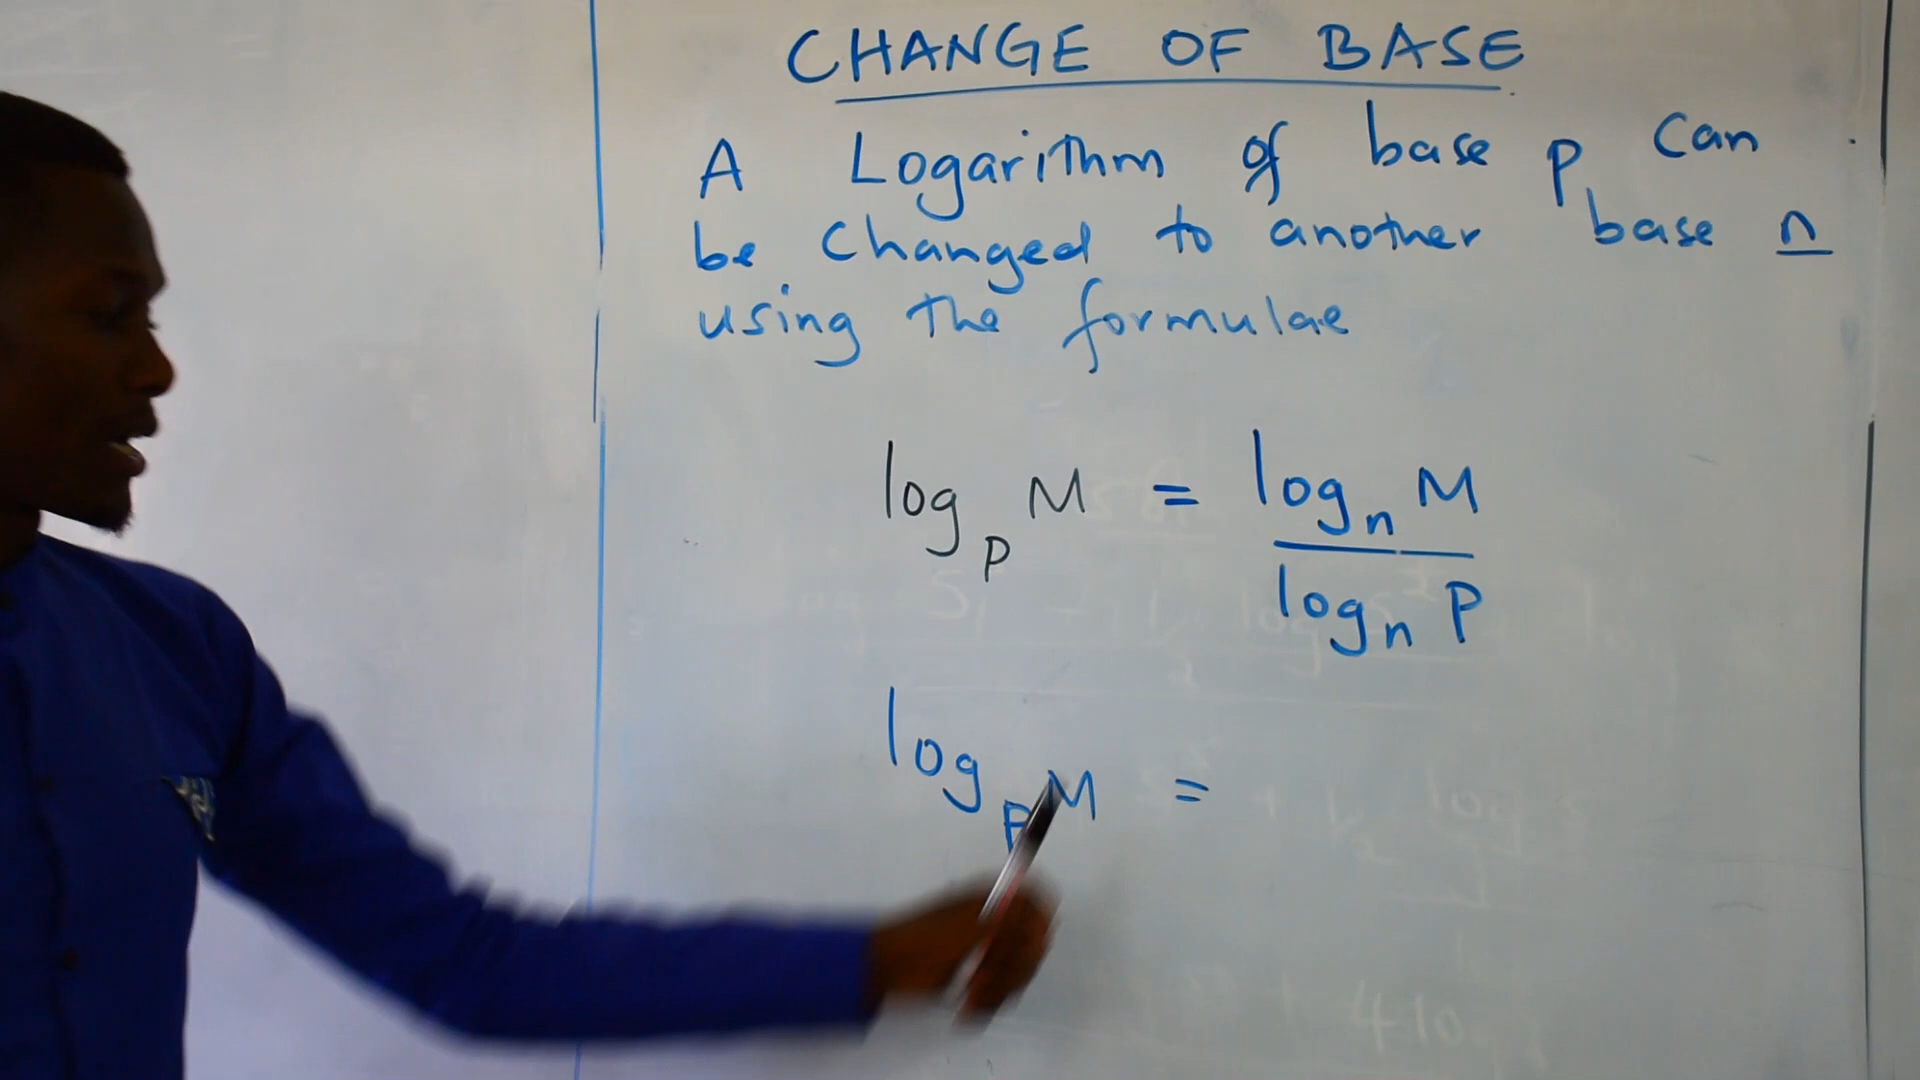 CHANGE OF BASE
A Logarithm of base p can
be changed to another base n
using the formulae
log_p M = log_n M / log_n P
log_p M =